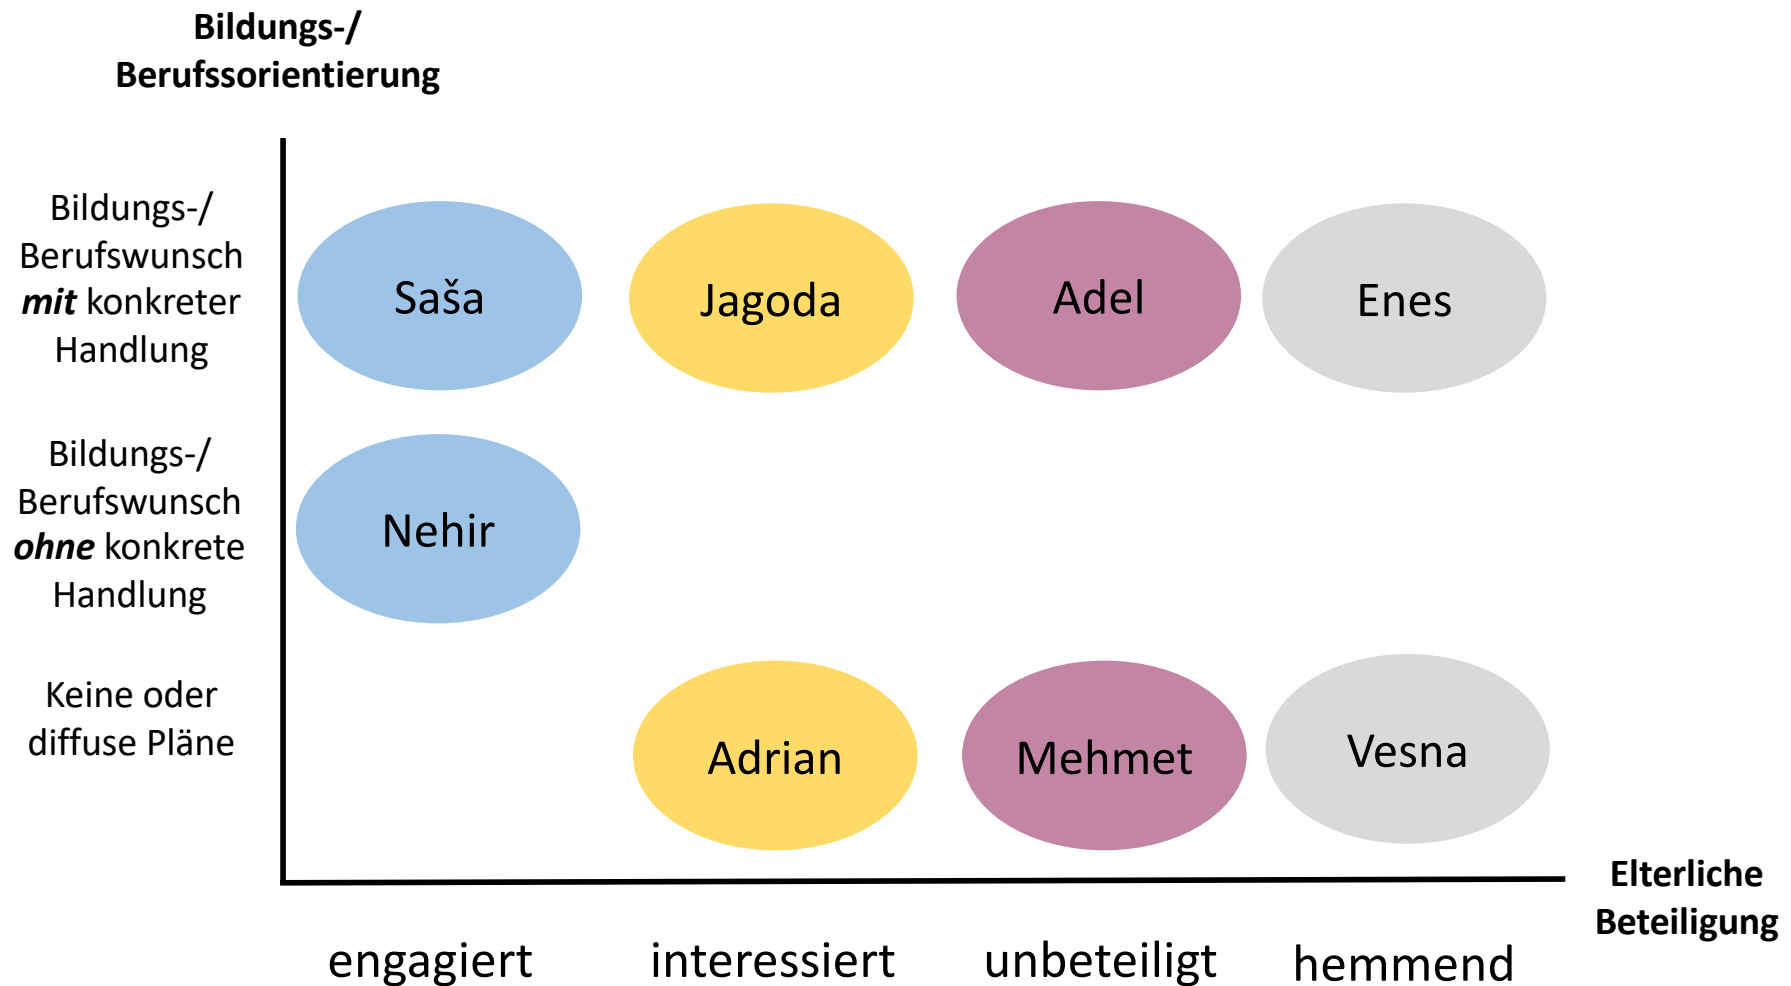 Bildungs-/
Berufssorientierung
Bildungs-/
Berufswunsch
mit konkreter
Handlung
Saša
Jagoda
Adel
Enes
Bildungs-/
Berufswunsch
ohne konkrete
Handlung
Nehir
Keine oder
diffuse Pläne
Adrian
Mehmet
Vesna
Elterliche
Beteiligung
engagiert
interessiert
unbeteiligt
hemmend